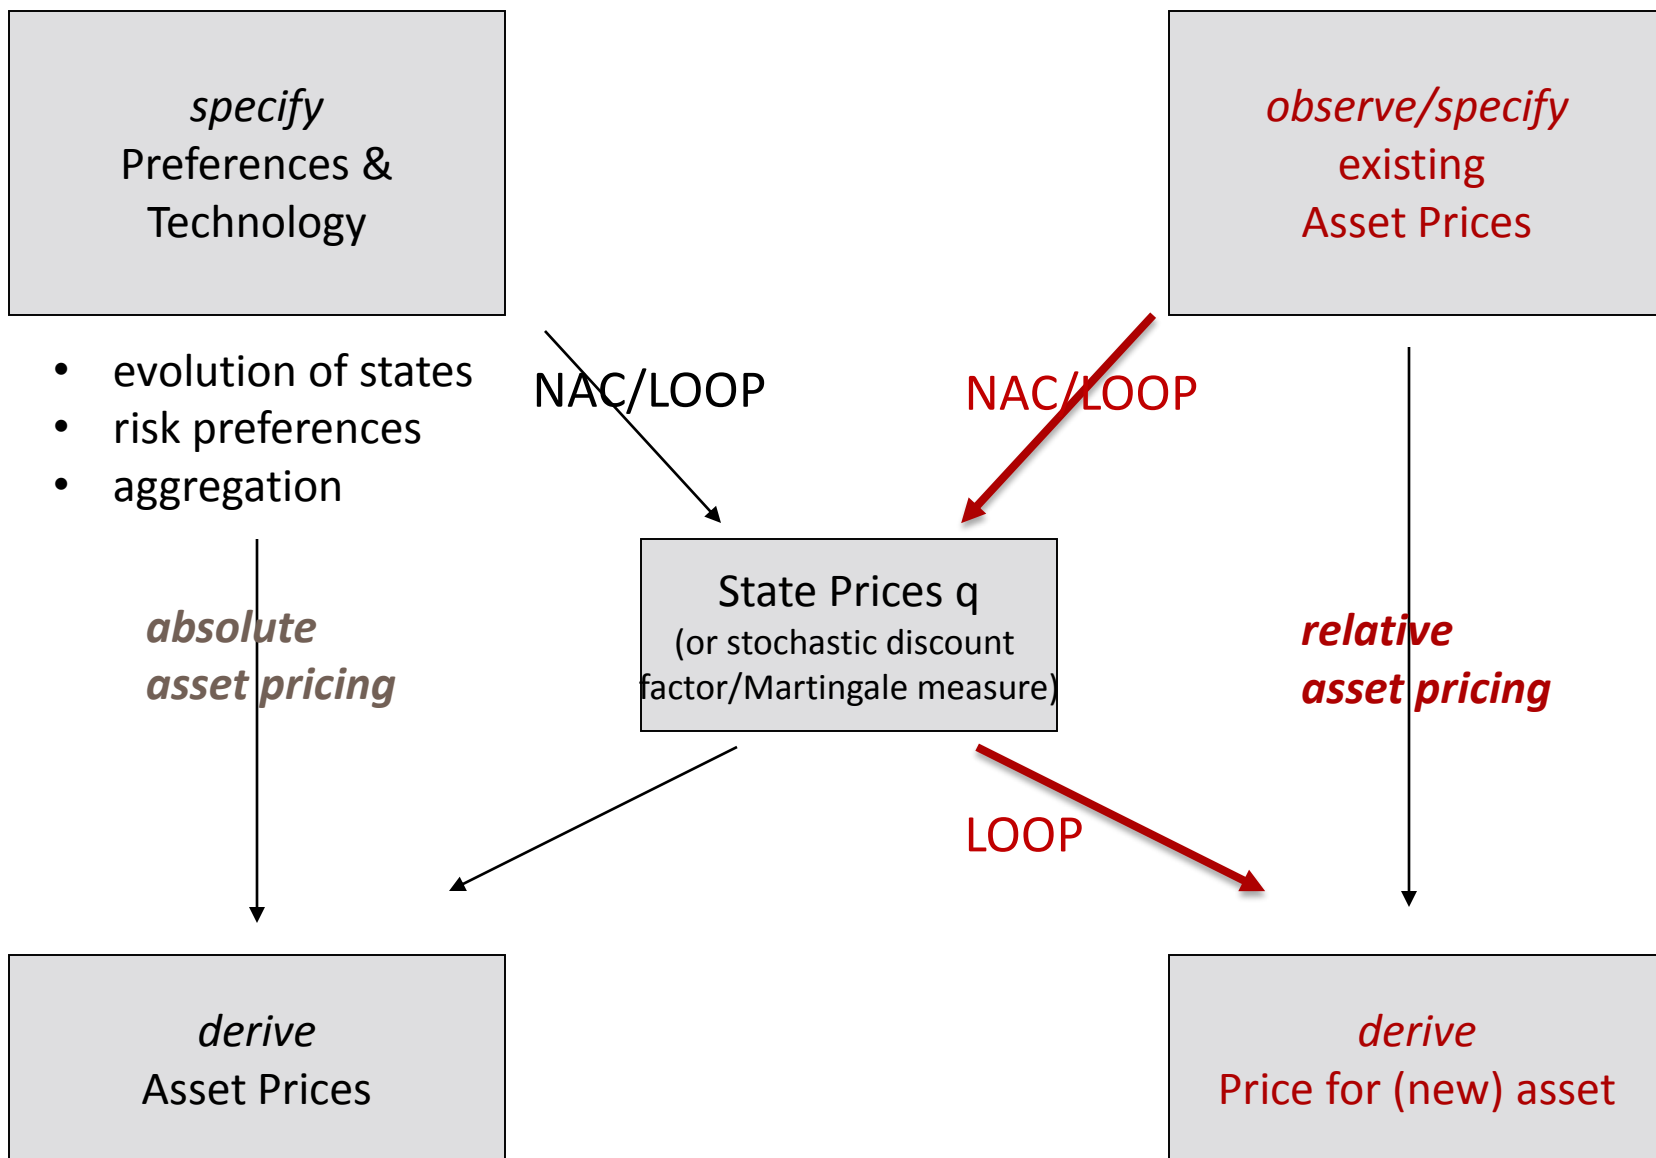 specify
Preferences &
Technology
observe/specify
existing
Asset Prices
• evolution of states
• risk preferences
• aggregation
NAC/LOOP
NAC/LOOP
State Prices q
(or stochastic discount
factor/Martingale measure)
absolute
asset pricing
relative
asset pricing
LOOP
derive
Asset Prices
derive
Price for (new) asset